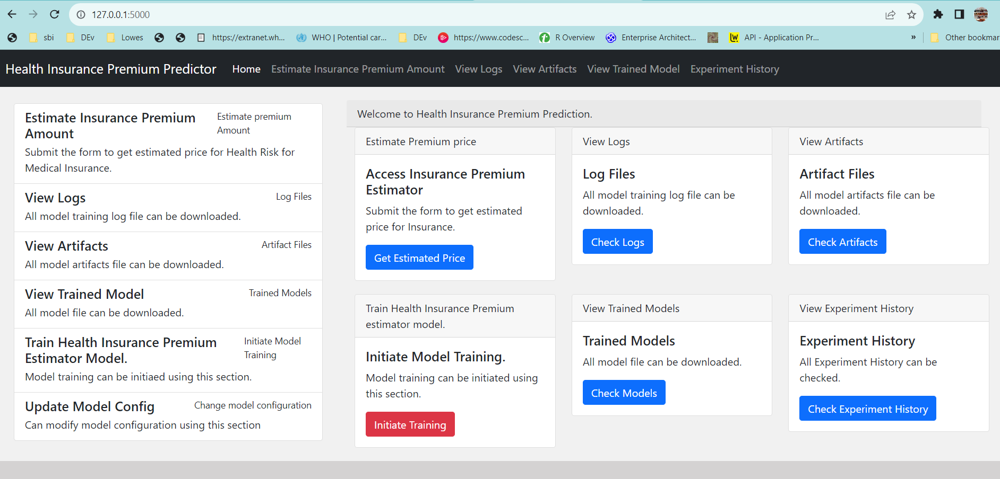 127.0.0.1:5000
sbi DEv Lowes https://extranet.wh... WHO | Potential car... DEv https://www.codesc... R Overview Enterprise Architect... API - Application Pr... » Other bookmar
Health Insurance Premium Predictor Home Estimate Insurance Premium Amount View Logs View Artifacts View Trained Model Experiment History
Estimate Insurance Premium
Amount
Estimate premium
Amount
Submit the form to get estimated price for Health Risk for
Medical Insurance.
View Logs
Log Files
All model training log file can be downloaded.
View Artifacts
Artifact Files
All model artifacts file can be downloaded.
View Trained Model
Trained Models
All model file can be downloaded.
Train Health Insurance Premium
Estimator Model.
Initiate Model
Training
Model training can be initiaed using this section.
Update Model Config
Change model configuration
Can modify model configuration using this section
Welcome to Health Insurance Premium Prediction.
Estimate Premium price
Access Insurance Premium
Estimator
Submit the form to get estimated
price for Insurance.
Get Estimated Price
View Logs
Log Files
All model training log file can be
downloaded.
Check Logs
View Artifacts
Artifact Files
All model artifacts file can be
downloaded.
Check Artifacts
Train Health Insurance Premium
estimator model.
Initiate Model Training.
Model training can be initiated using
this section.
Initiate Training
View Trained Models
Trained Models
All model file can be downloaded.
Check Models
View Experiment History
Experiment History
All Experiment History can be
checked.
Check Experiment History